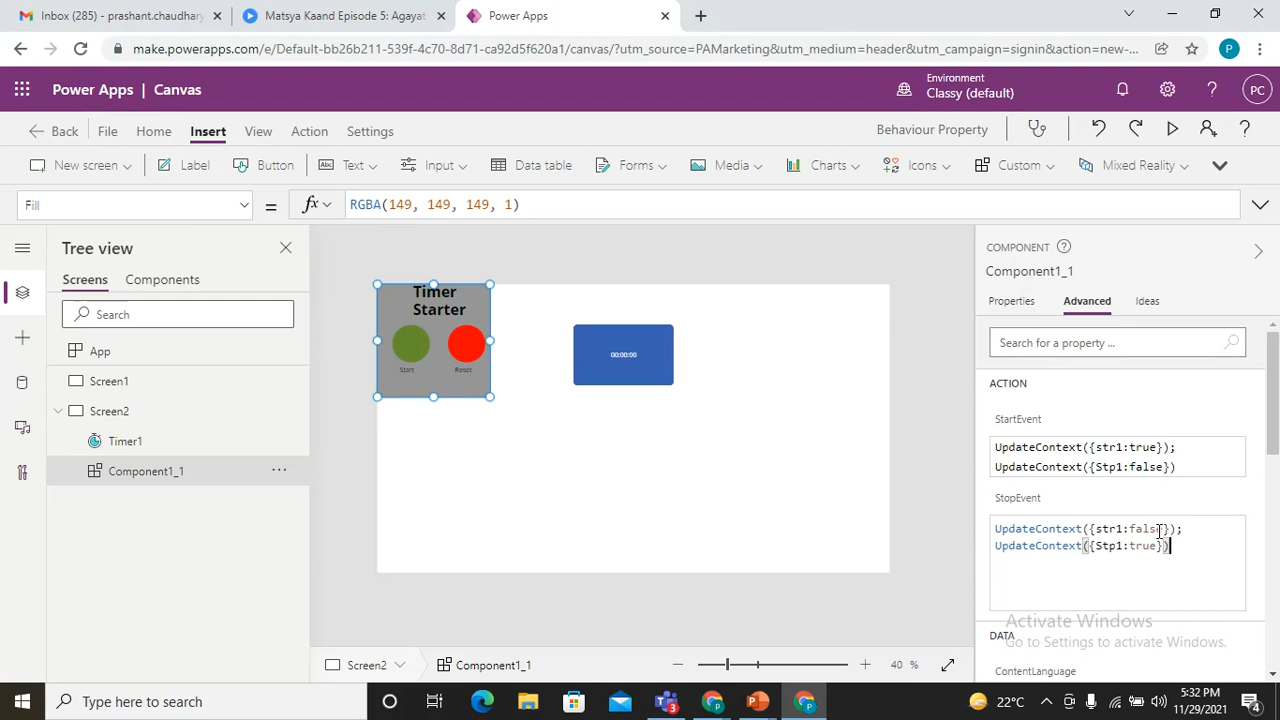 Inbox (285) - prashant.chaudhary
Matsya Kaand Episode 5: Agayat
Power Apps
make.powerapps.com/e/Default-bb26b211-539f-4c70-8d71-ca92d5f620a1/canvas/?utm_source=PAMarketing&utm_medium=header&utm_campaign=signin&action=new-...
P
Power Apps | Canvas
Environment
Classy (default)
PC
Back
File
Home
Insert
View
Action
Settings
Behaviour Property
New screen
Label
Button
Text
Input
Data table
Forms
Media
Charts
Icons
Custom
Mixed Reality
Fill
=
fx
RGBA(149, 149, 149, 1)
Tree view
Screens
Components
Search
App
Screen1
Screen2
Timer1
Component1_1
Timer
Starter
Start
Reset
00:00:00
COMPONENT
Component1_1
Properties
Advanced
Ideas
Search for a property ...
ACTION
StartEvent
UpdateContext({str1:true});
UpdateContext({Stp1:false})
StopEvent
UpdateContext({str1:false});
UpdateContext({Stp1:true})
Activate Windows
Go to Settings to activate Windows.
DATA
ContentLanguage
Screen2
Component1_1
40 %
Type here to search
3
22°C
5:32 PM
11/29/2021
4